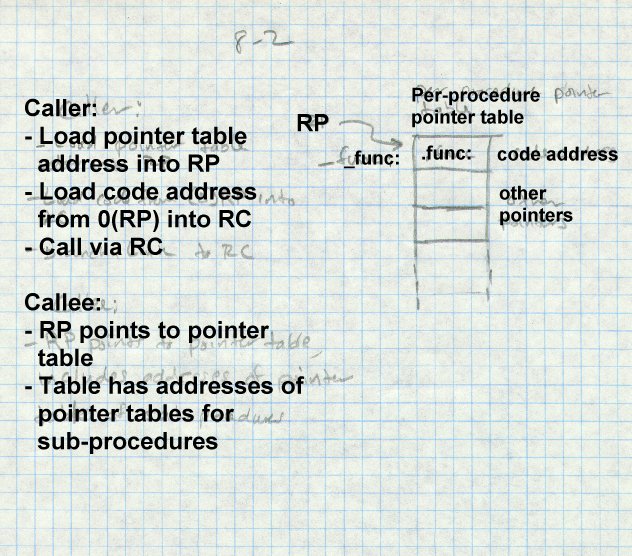 8-2
Caller:
- Load pointer table
address into RP
- Load code address
from 0(RP) into RC
- Call via RC
Callee:
- RP points to pointer
table
- Table has addresses of
pointer tables for
sub-procedures
Per-procedure
pointer table
RP
_func:
.func:
code address
other
pointers